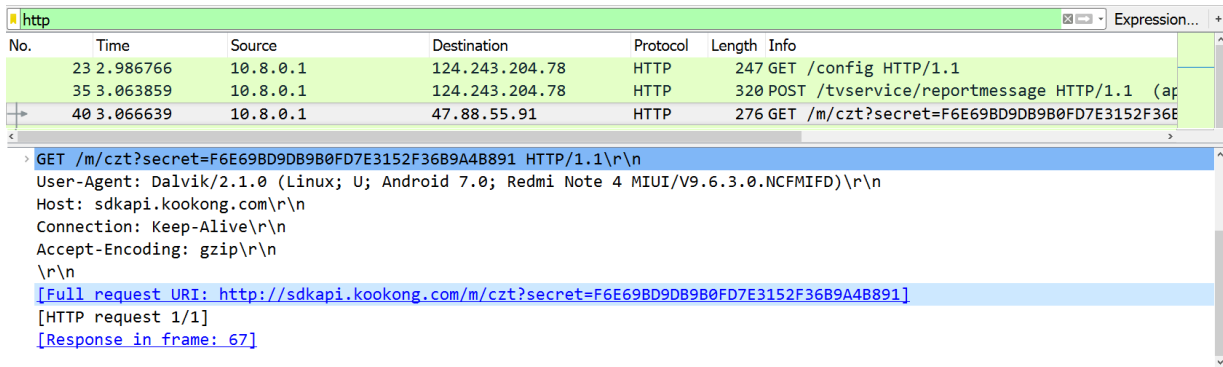 http Expression... +
No. Time Source Destination Protocol Length Info
23 2.986766 10.8.0.1 124.243.204.78 HTTP 247 GET /config HTTP/1.1
35 3.063859 10.8.0.1 124.243.204.78 HTTP 320 POST /tvservice/reportmessage HTTP/1.1 (ap
40 3.066639 10.8.0.1 47.88.55.91 HTTP 276 GET /m/czt?secret=F6E69BD9DB9B0FD7E3152F36E
GET /m/czt?secret=F6E69BD9DB9B0FD7E3152F36B9A4B891 HTTP/1.1\r\n
User-Agent: Dalvik/2.1.0 (Linux; U; Android 7.0; Redmi Note 4 MIUI/V9.6.3.0.NCFMIFD)\r\n
Host: sdkapi.kookong.com\r\n
Connection: Keep-Alive\r\n
Accept-Encoding: gzip\r\n
\r\n
[Full request URI: http://sdkapi.kookong.com/m/czt?secret=F6E69BD9DB9B0FD7E3152F36B9A4B891]
[HTTP request 1/1]
[Response in frame: 67]